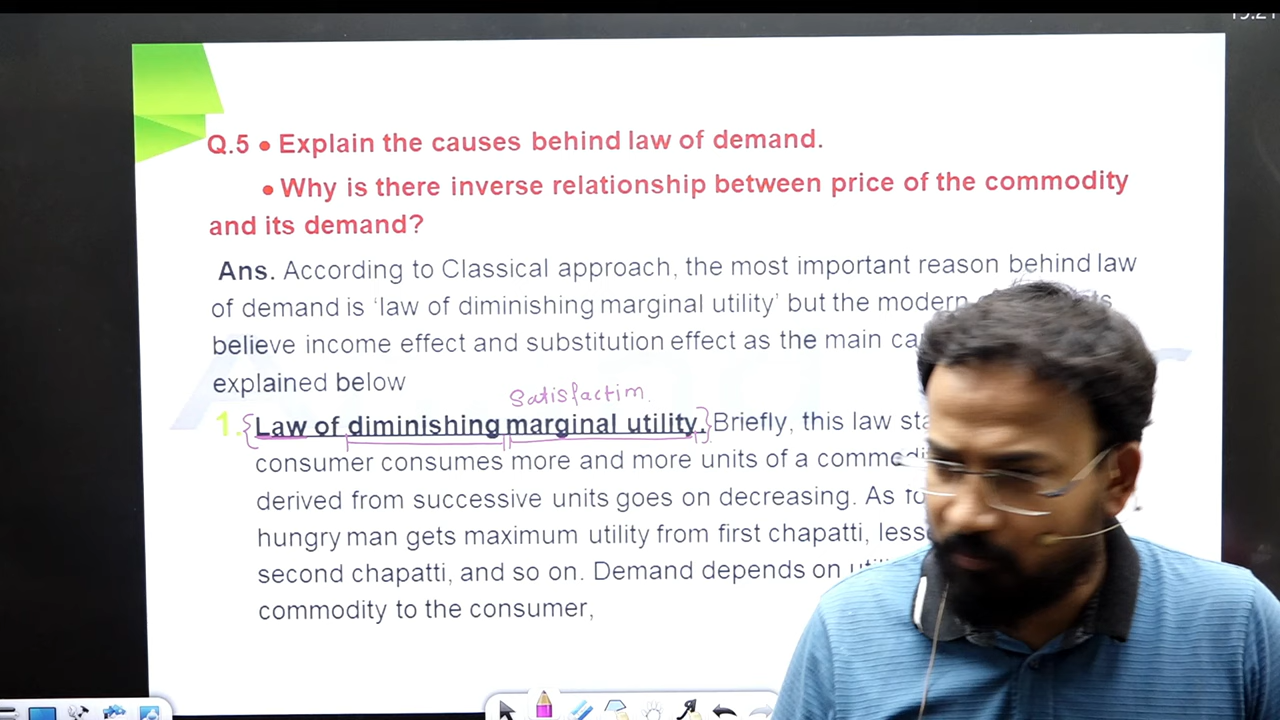 Q.5 • Explain the causes behind law of demand.
• Why is there inverse relationship between price of the commodity
and its demand?
Ans. According to Classical approach, the most important reason behind law
of demand is ‘law of diminishing marginal utility’ but the modern
believe income effect and substitution effect as the main
explained below
Satisfactim
1. {Law of diminishing marginal utility.} Briefly, this law
consumer consumes more and more units of a
derived from successive units goes on decreasing. As
hungry man gets maximum utility from first chapatti,
second chapatti, and so on. Demand depends on
commodity to the consumer,